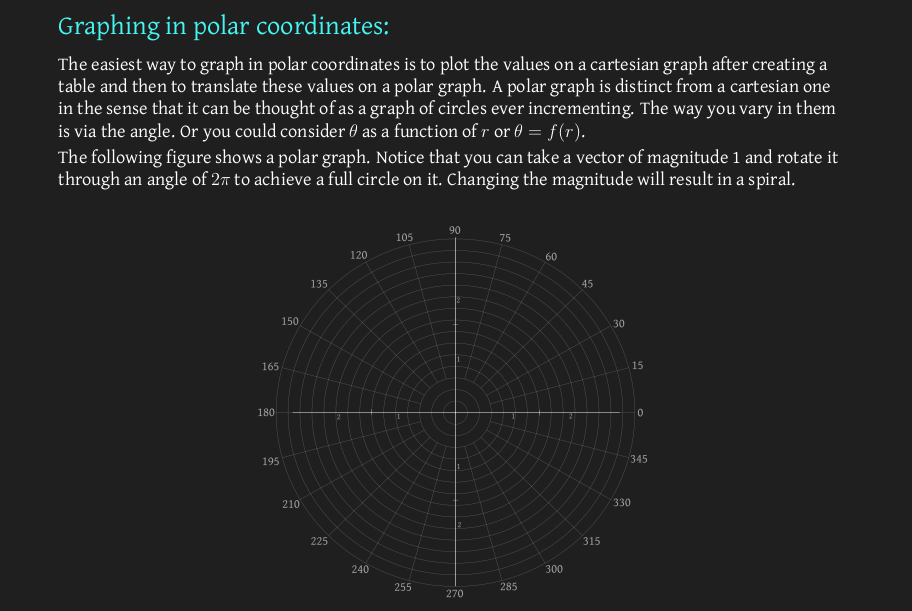 Graphing in polar coordinates:
The easiest way to graph in polar coordinates is to plot the values on a cartesian graph after creating a
table and then to translate these values on a polar graph. A polar graph is distinct from a cartesian one
in the sense that it can be thought of as a graph of circles ever incrementing. The way you vary in them
is via the angle. Or you could consider θ as a function of r or θ = f(r).
The following figure shows a polar graph. Notice that you can take a vector of magnitude 1 and rotate it
through an angle of 2π to achieve a full circle on it. Changing the magnitude will result in a spiral.
90
105 75
120 60
135 45
2
150 30
1
165 15
180 2 1 1 2 0
195 345
1
210 330
2
225 315
240 300
255 285
270